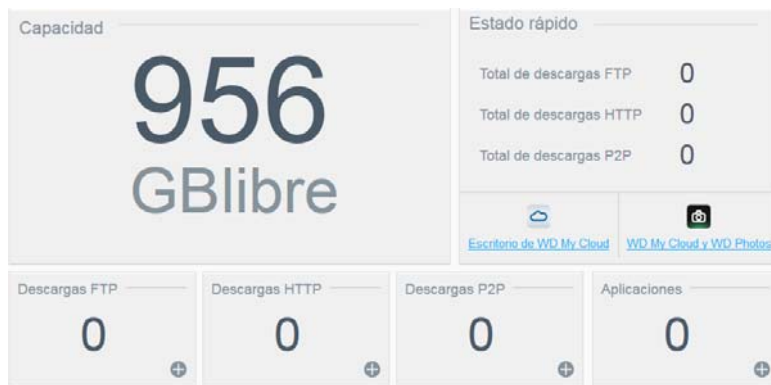 Capacidad
956
GBlibre
Estado rápido
Total de descargas FTP 0
Total de descargas HTTP 0
Total de descargas P2P 0
Escritorio de WD My Cloud
WD My Cloud y WD Photos
Descargas FTP
0
Descargas HTTP
0
Descargas P2P
0
Aplicaciones
0